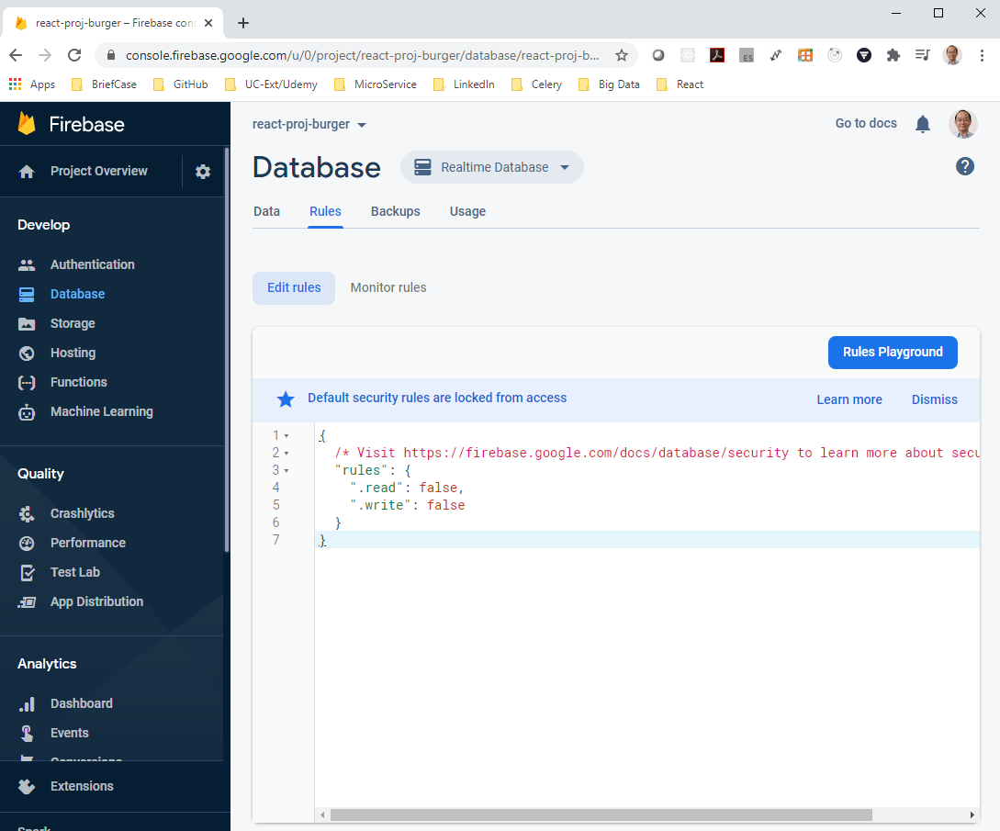 react-proj-burger – Firebase cons
console.firebase.google.com/u/0/project/react-proj-burger/database/react-proj-b...
ES
Apps BriefCase GitHub UC-Ext/Udemy MicroService LinkedIn Celery Big Data React
Firebase
Project Overview
Develop
Authentication
Database
Storage
Hosting
Functions
Machine Learning
Quality
Crashlytics
Performance
Test Lab
App Distribution
Analytics
Dashboard
Events
Conversions
Extensions
Spark
react-proj-burger
Go to docs
Database
Realtime Database
?
Data Rules Backups Usage
Edit rules Monitor rules
Rules Playground
Default security rules are locked from access
Learn more Dismiss
1 {
2 /* Visit https://firebase.google.com/docs/database/security to learn more about secu
3 "rules": {
4 ".read": false,
5 ".write": false
6 }
7 }